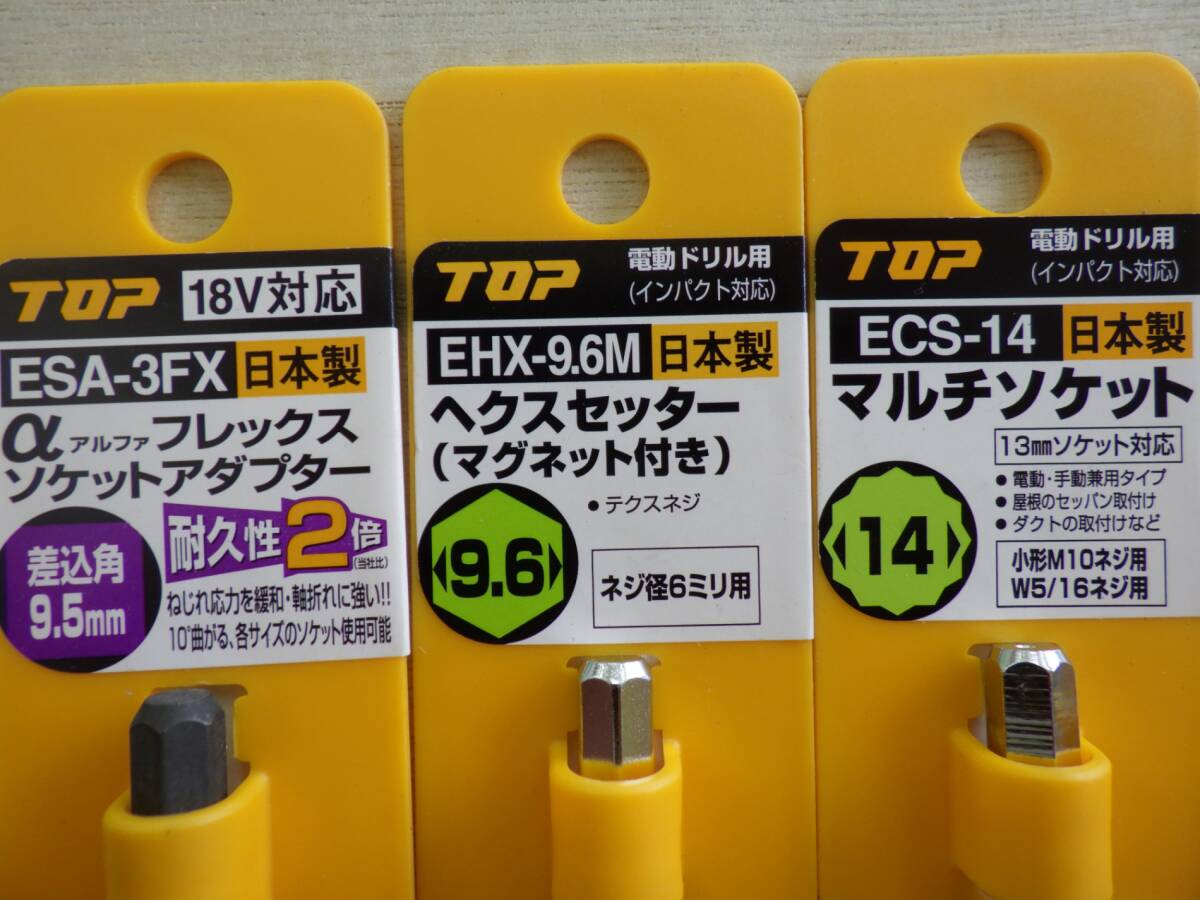 TOP 18V対応
ESA-3FX 日本製
α アルファ フレックス
ソケットアダプター
差込角
9.5mm
耐久性2倍
(当社比)
ねじれ応力を緩和・軸折れに強い!!
10°曲がる、各サイズのソケット使用可能
TOP 電動ドリル用
(インパクト対応)
EHX-9.6M 日本製
ヘクスセッター
(マグネット付き)
9.6
・テクスネジ
ネジ径6ミリ用
TOP 電動ドリル用
(インパクト対応)
ECS-14 日本製
マルチソケット
13㎜ソケット対応
14
・電動・手動兼用タイプ
・屋根のセッパン取付け
・ダクトの取付けなど
小形M10ネジ用
W5/16ネジ用